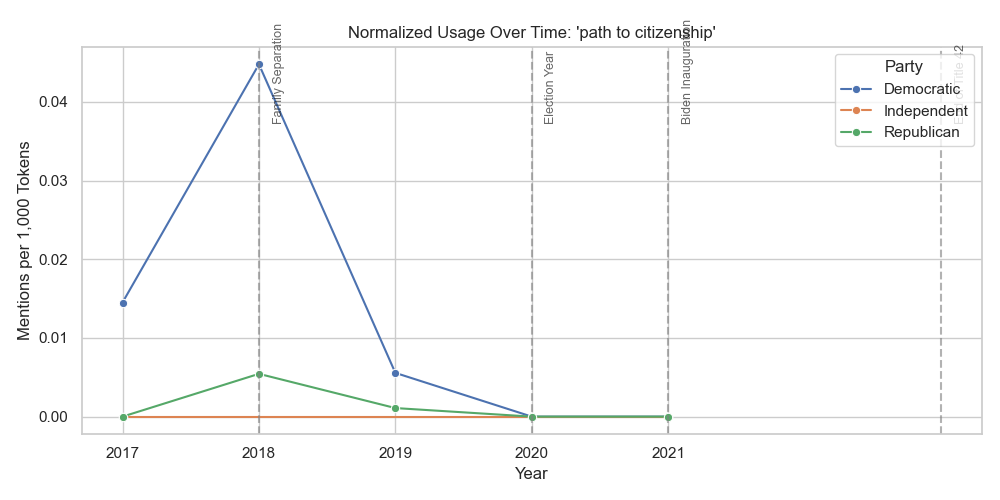 Normalized Usage Over Time: 'path to citizenship'
Mentions per 1,000 Tokens
0.04
0.03
0.02
0.01
0.00
Family Separation
Election Year
Biden Inauguration
Title 42
Party
Democratic
Independent
Republican
2017
2018
2019
2020
2021
Year